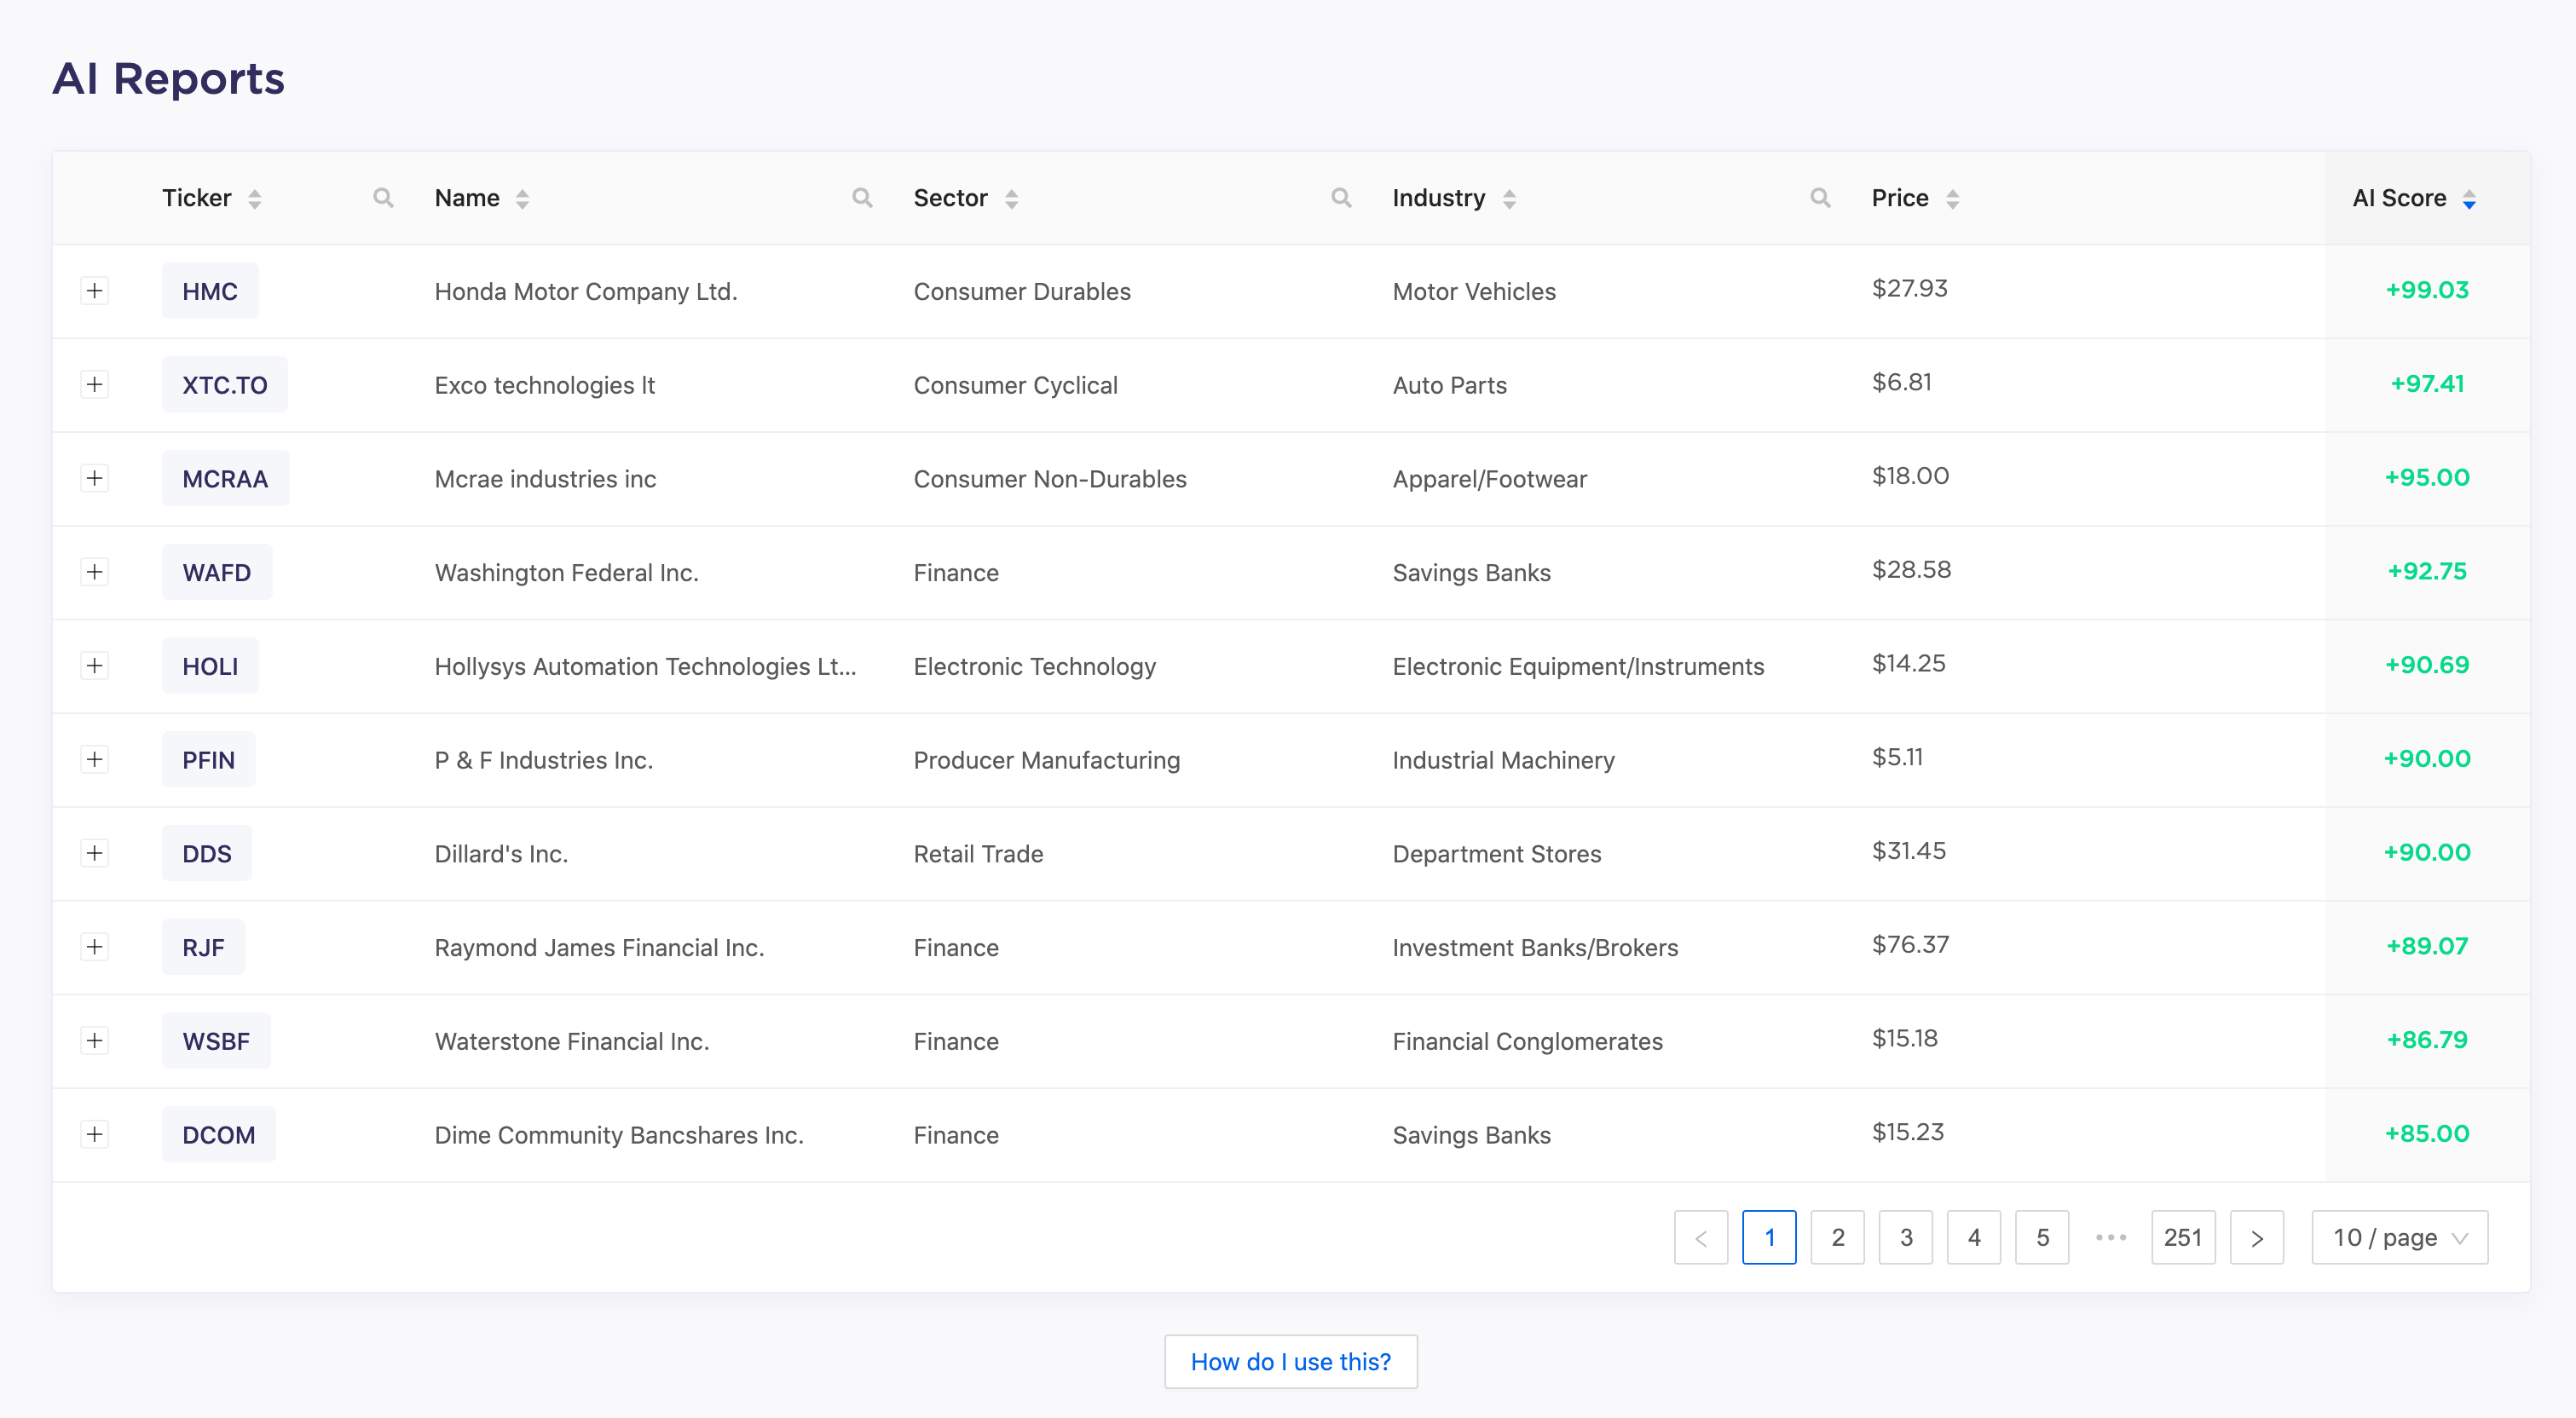 AI Reports
Ticker Name Sector Industry Price AI Score
HMC Honda Motor Company Ltd. Consumer Durables Motor Vehicles $27.93 +99.03
XTC.TO Exco technologies lt Consumer Cyclical Auto Parts $6.81 +97.41
MCRAA Mcrae industries inc Consumer Non-Durables Apparel/Footwear $18.00 +95.00
WAFD Washington Federal Inc. Finance Savings Banks $28.58 +92.75
HOLI Hollysys Automation Technologies Lt... Electronic Technology Electronic Equipment/Instruments $14.25 +90.69
PFIN P & F Industries Inc. Producer Manufacturing Industrial Machinery $5.11 +90.00
DDS Dillard's Inc. Retail Trade Department Stores $31.45 +90.00
RJF Raymond James Financial Inc. Finance Investment Banks/Brokers $76.37 +89.07
WSBF Waterstone Financial Inc. Finance Financial Conglomerates $15.18 +86.79
DCOM Dime Community Bancshares Inc. Finance Savings Banks $15.23 +85.00
< 1 2 3 4 5 ••• 251 > 10 / page
How do I use this?